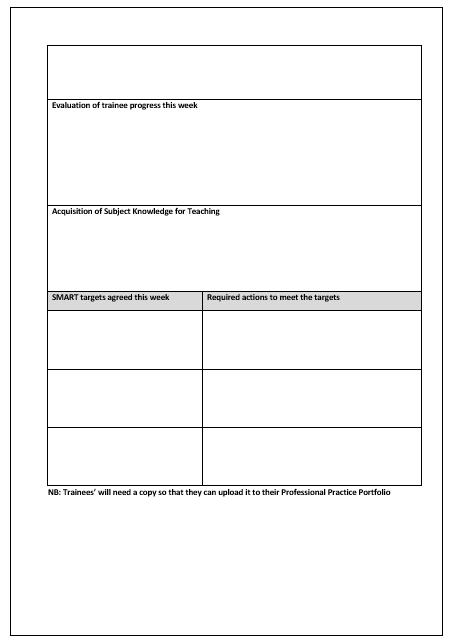 Evaluation of trainee progress this week
Acquisition of Subject Knowledge for Teaching
SMART targets agreed this week
Required actions to meet the targets
NB: Trainees’ will need a copy so that they can upload it to their Professional Practice Portfolio